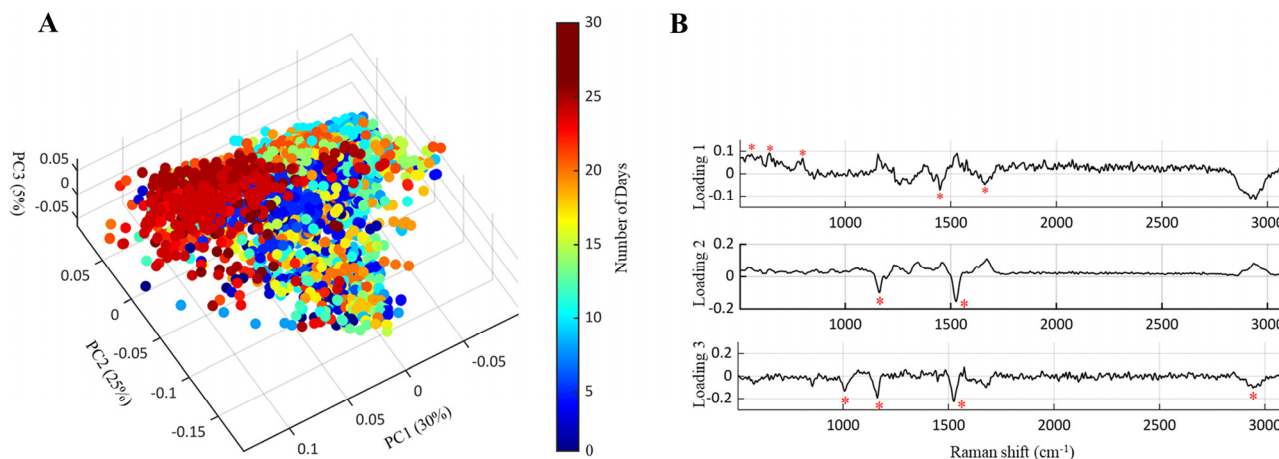 A
PC3 (5%)
0.05
0
-0.05
0.05
0
-0.05
-0.1
-0.15
PC2 (25%)
0.1
0.05
0
-0.05
PC1 (30%)
30
25
20
15
10
5
0
Number of Days
B
Loading 1
0.1
0
-0.1
* * *
* *
1000 1500 2000 2500 3000
Loading 2
0.2
0
-0.2
* *
1000 1500 2000 2500 3000
Loading 3
0.2
0
-0.2
* * * *
1000 1500 2000 2500 3000
Raman shift (cm⁻¹)